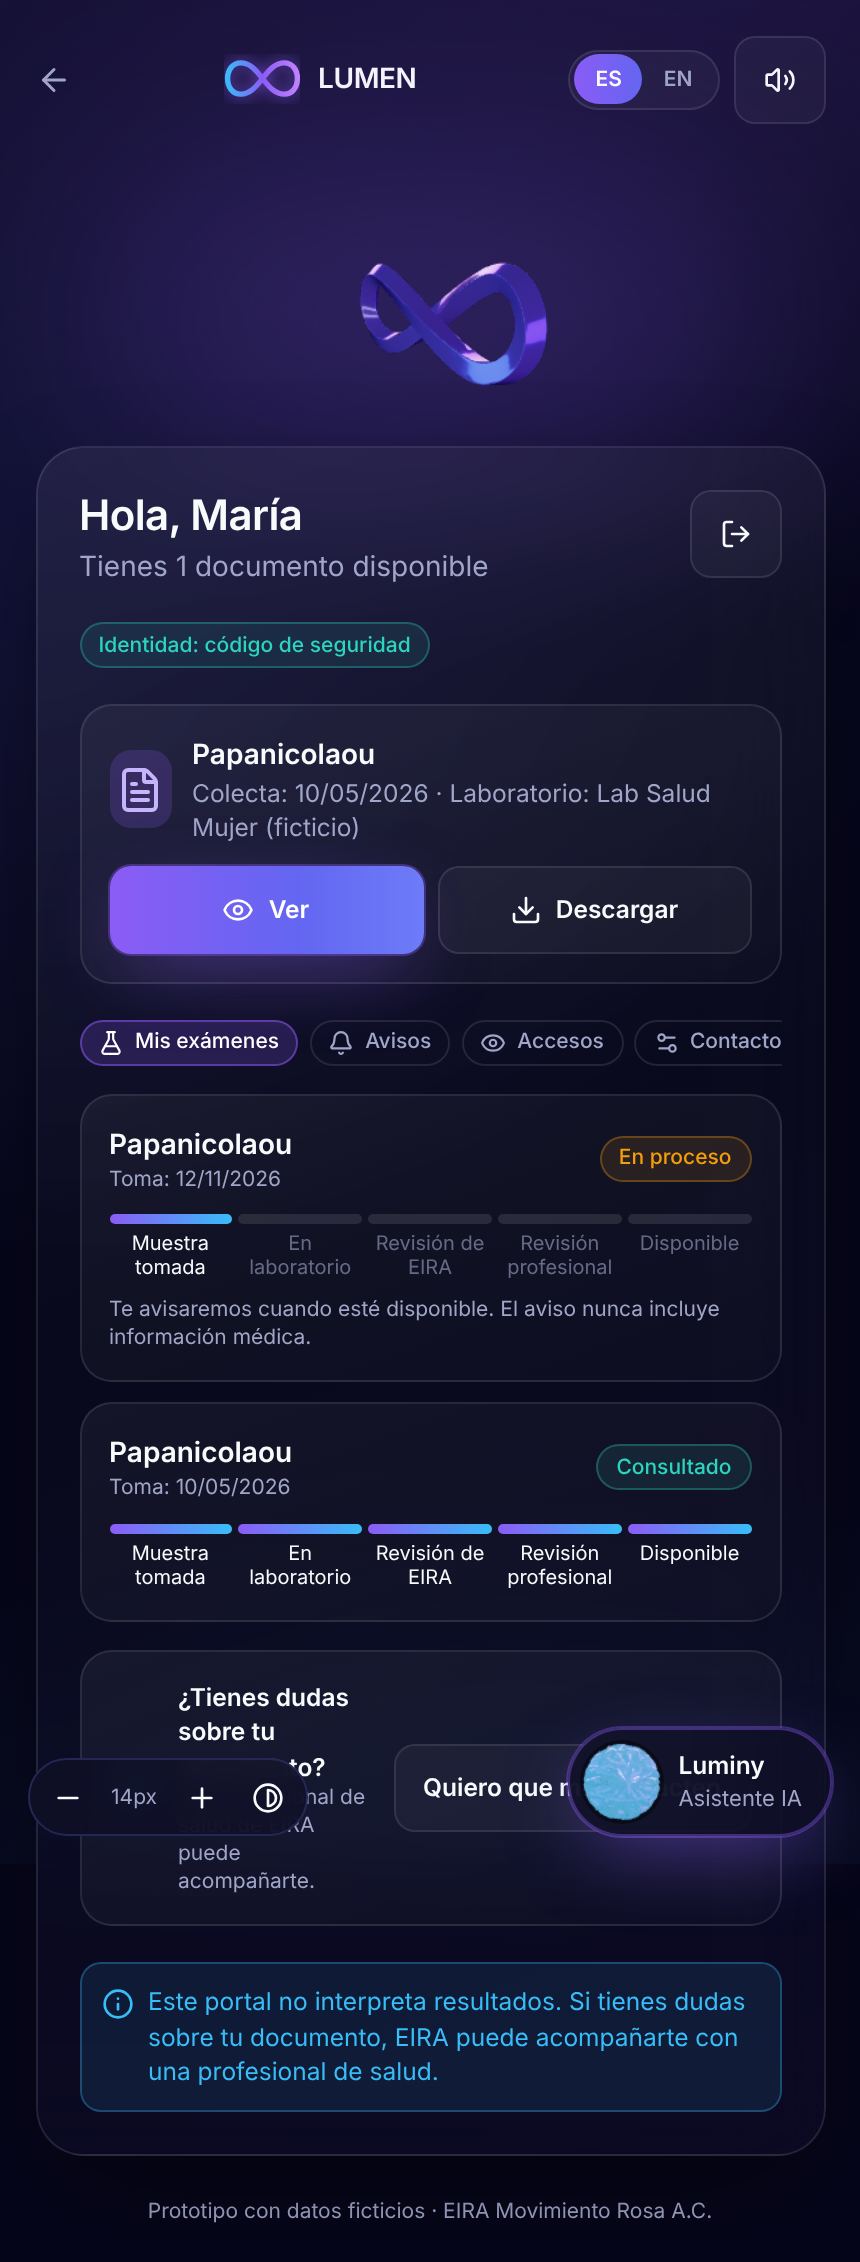 LUMEN
ES EN
Hola, María
Tienes 1 documento disponible
Identidad: código de seguridad
Papanicolaou
Colecta: 10/05/2026 · Laboratorio: Lab Salud
Mujer (ficticio)
Ver
Descargar
Mis exámenes
Avisos
Accesos
Contacto
Papanicolaou
En proceso
Toma: 12/11/2026
Muestra tomada
En laboratorio
Revisión de EIRA
Revisión profesional
Disponible
Te avisaremos cuando esté disponible. El aviso nunca incluye
información médica.
Papanicolaou
Consultado
Toma: 10/05/2026
Muestra tomada
En laboratorio
Revisión de EIRA
Revisión profesional
Disponible
¿Tienes dudas
sobre tu
de
puede
acompañarte.
Quiero que
14px
Luminy
Asistente IA
Este portal no interpreta resultados. Si tienes dudas
sobre tu documento, EIRA puede acompañarte con
una profesional de salud.
Prototipo con datos ficticios · EIRA Movimiento Rosa A.C.